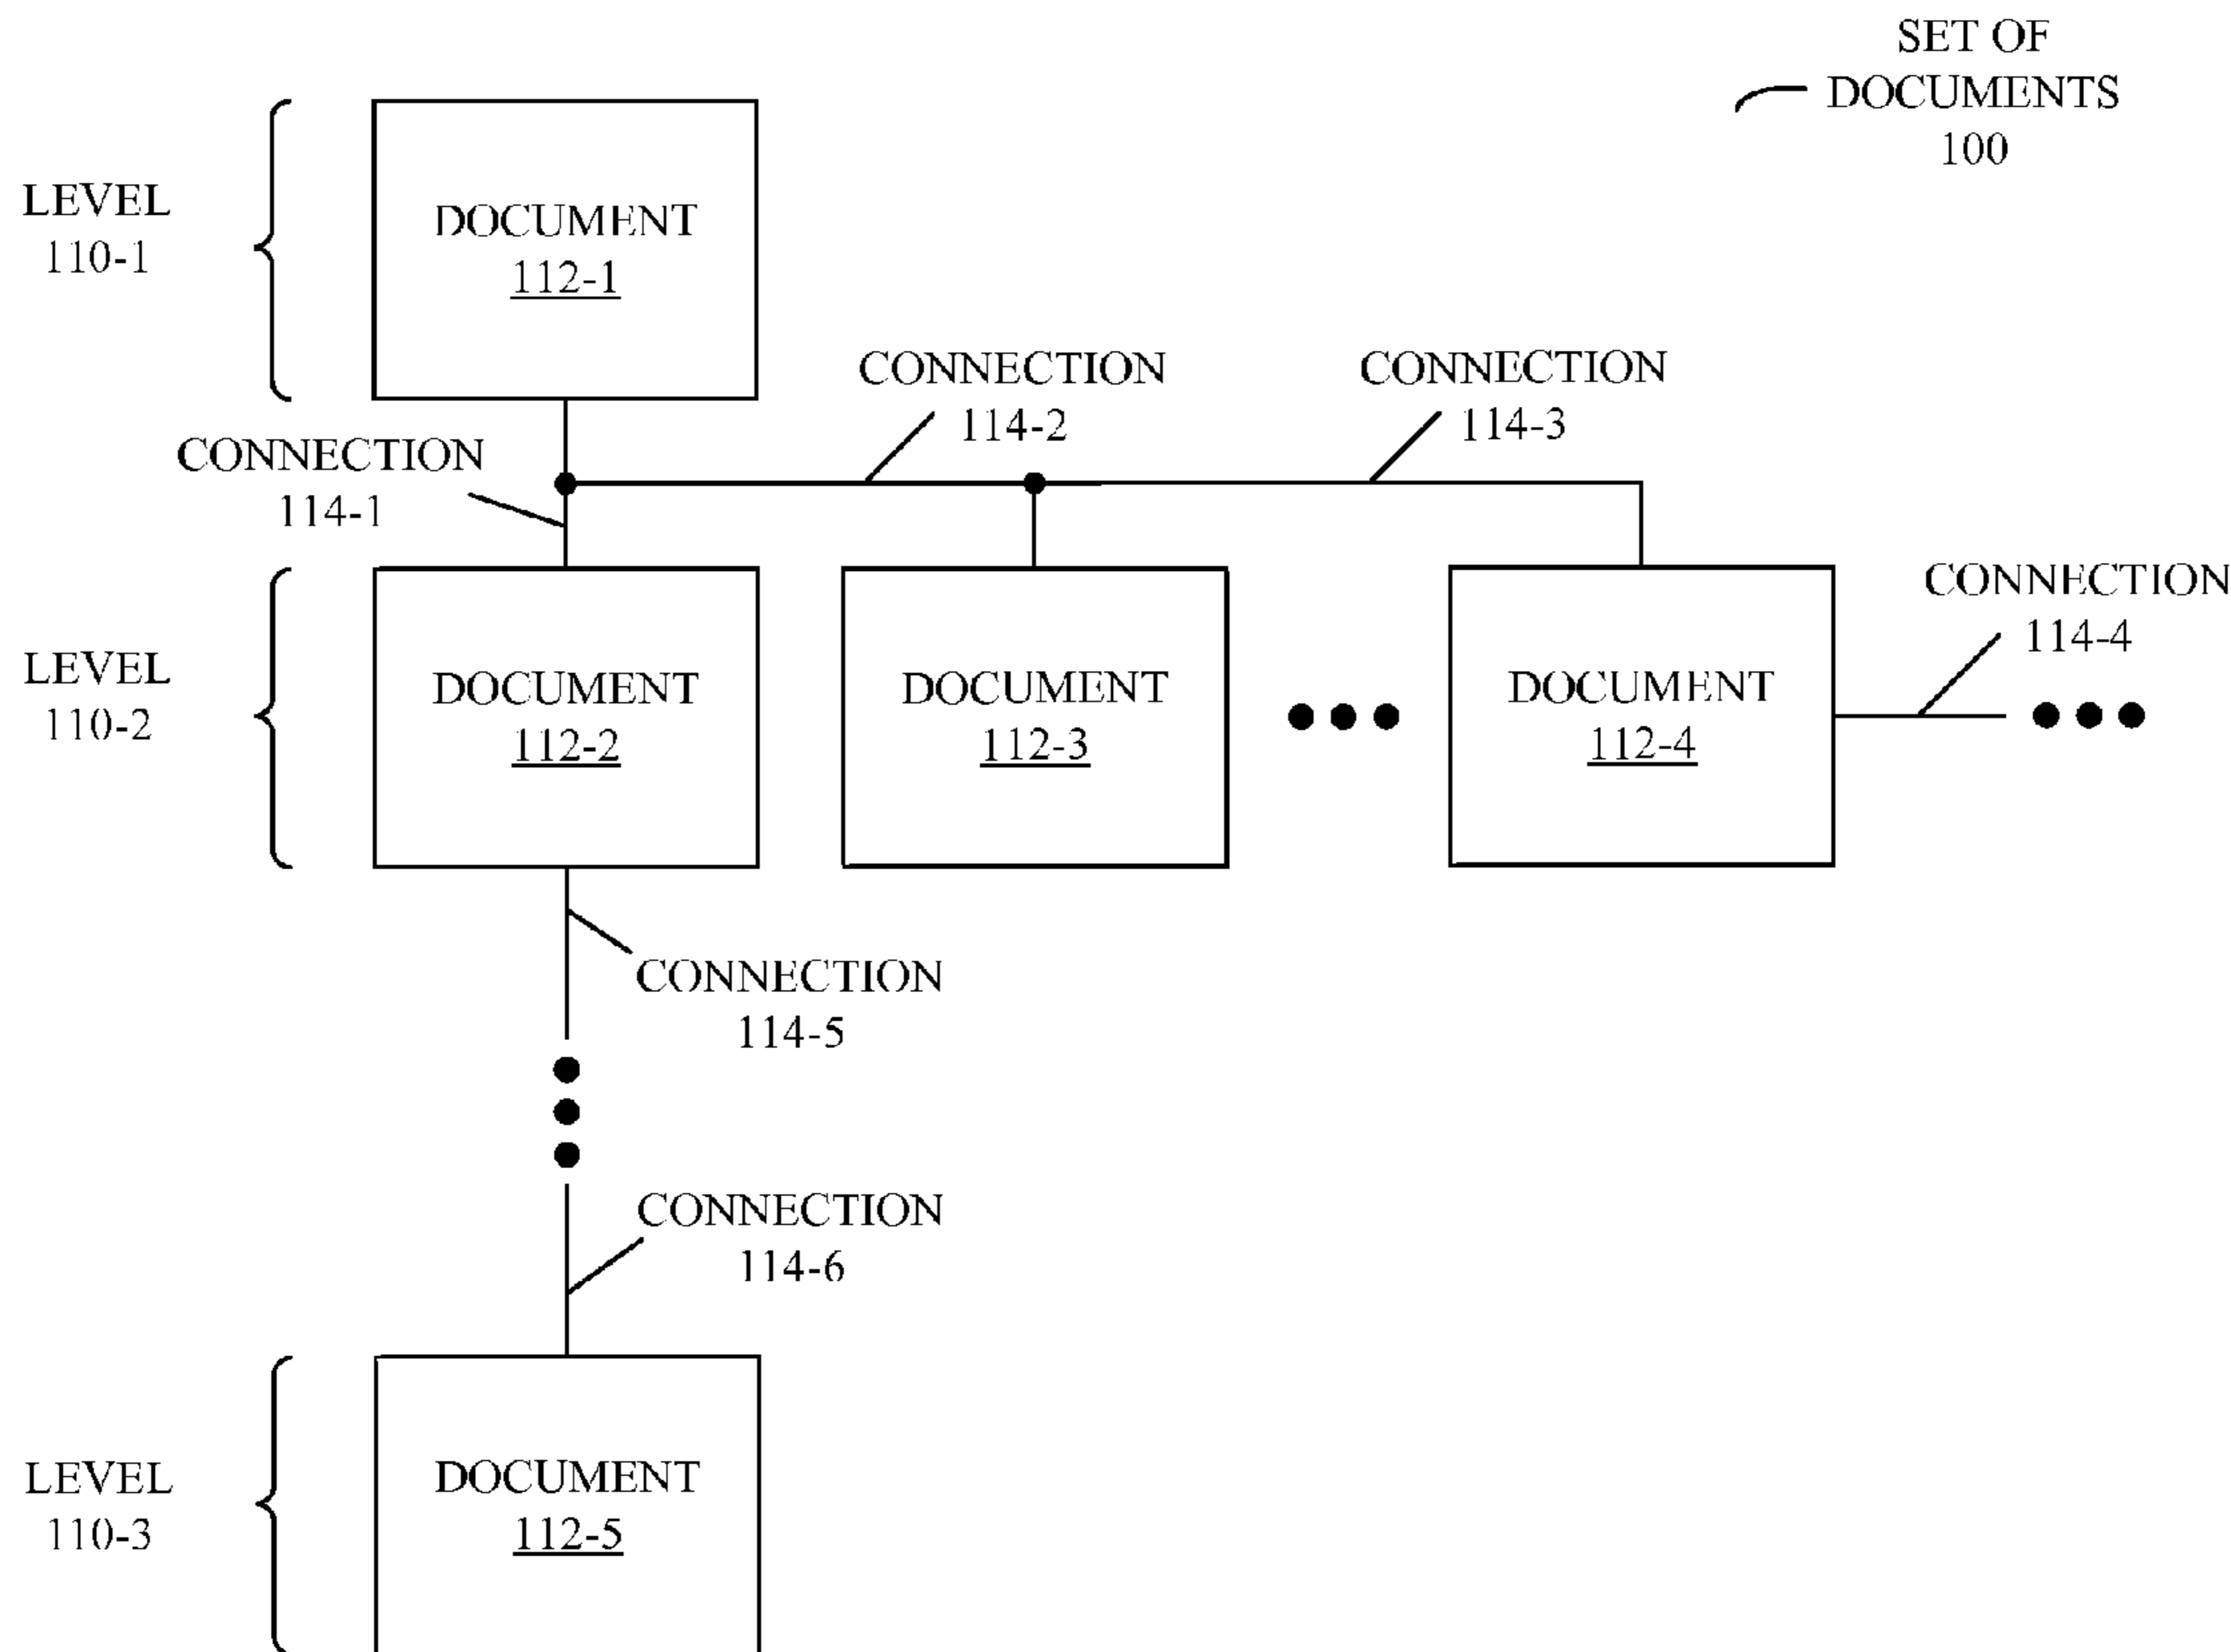 SET OF
DOCUMENTS
100
LEVEL
110-1
DOCUMENT
112-1
CONNECTION
114-2
CONNECTION
114-3
CONNECTION
114-1
CONNECTION
114-4
LEVEL
110-2
DOCUMENT
112-2
DOCUMENT
112-3
DOCUMENT
112-4
CONNECTION
114-5
CONNECTION
114-6
LEVEL
110-3
DOCUMENT
112-5